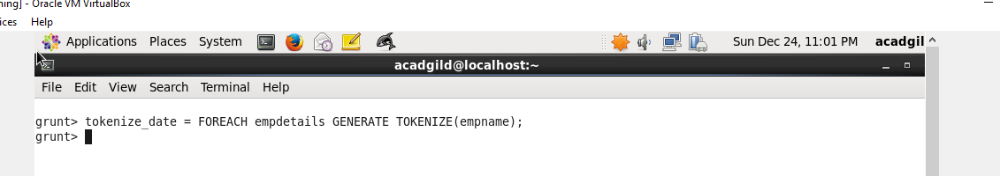 ning] - Oracle VM VirtualBox
ices Help
Applications Places System Sun Dec 24, 11:01 PM acadgil
acadgild@localhost:~
File Edit View Search Terminal Help
grunt> tokenize_date = FOREACH empdetails GENERATE TOKENIZE(empname);
grunt>